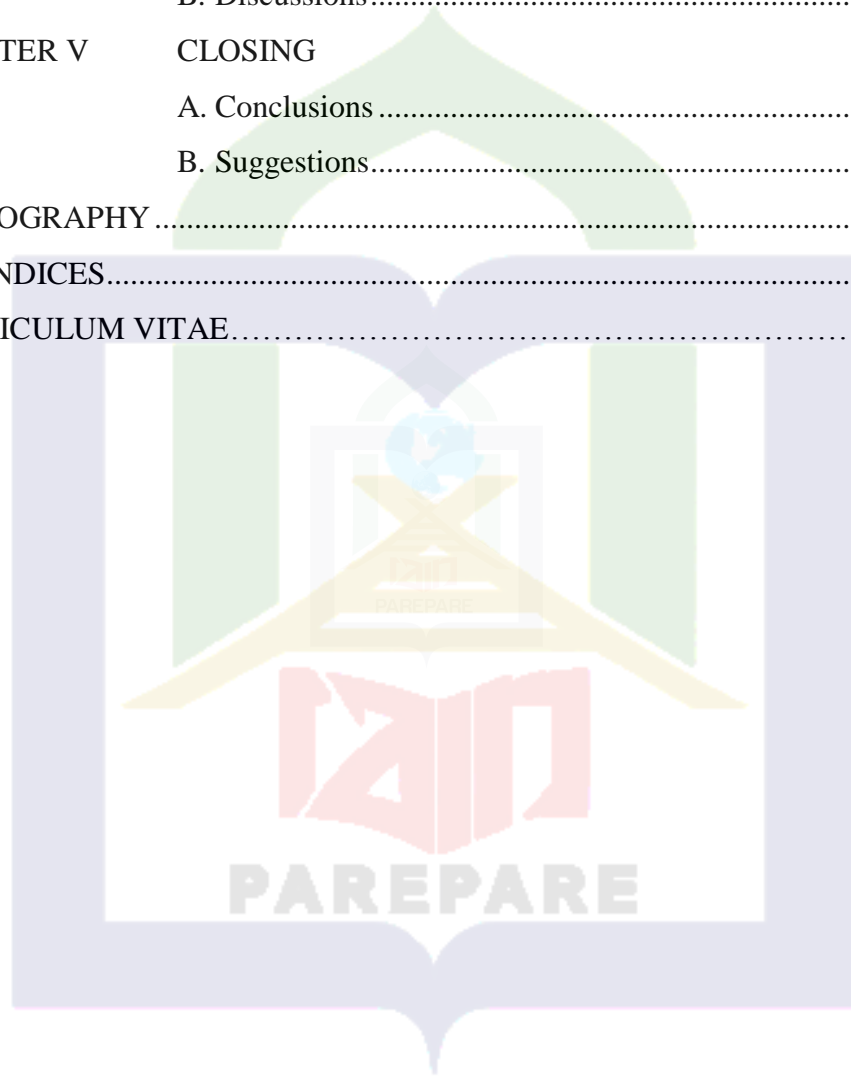 B. Discussions........................................................................
TER V CLOSING
A. Conclusions........................................................................
B. Suggestions........................................................................
OGRAPHY........................................................................
NDICES........................................................................
ICULUM VITAE........................................................................
PAREPARE
PAREPARE